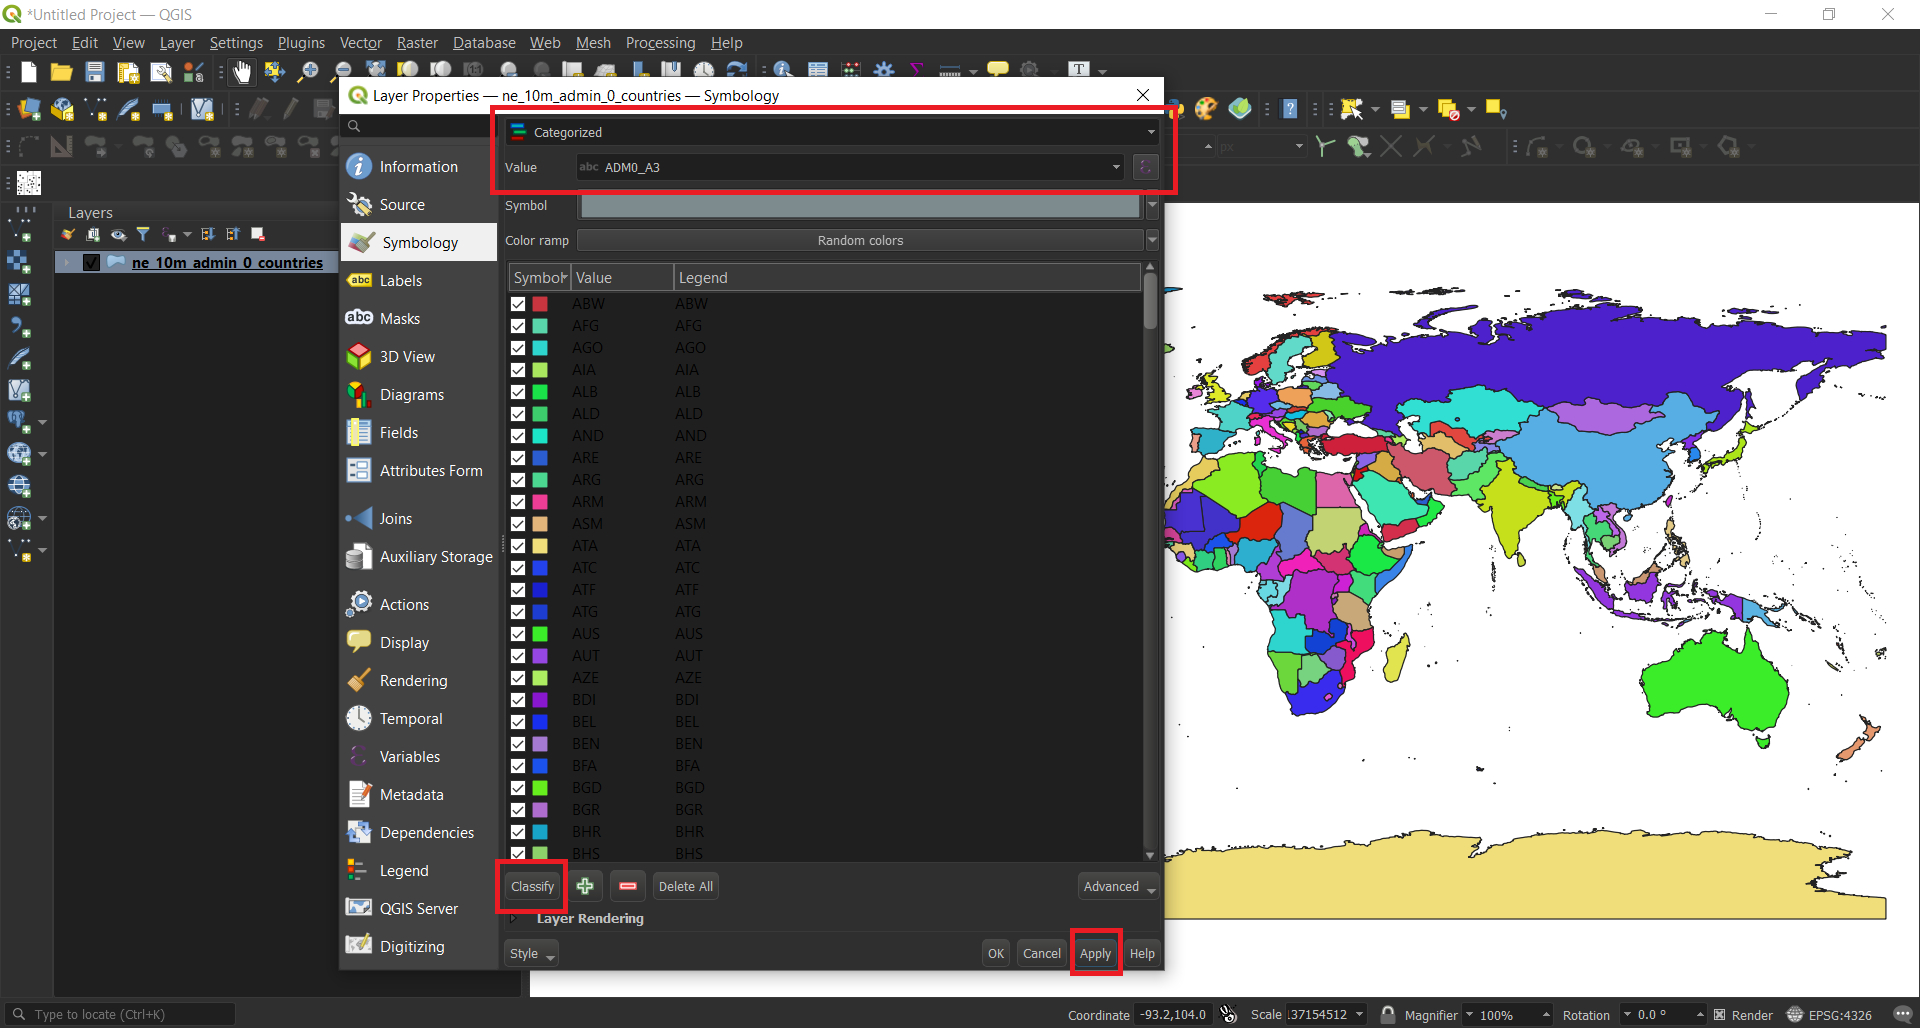 *Untitled Project — QGIS
Project Edit View Layer Settings Plugins Vector Raster Database Web Mesh Processing Help
Layer Properties — ne_10m_admin_0_countries — Symbology
Categorized
Value abc ADM0_A3
px
Symbol
Color ramp Random colors
Layers
ne_10m_admin_0_countries
Information
Source
Symbology
abc Labels
abc Masks
3D View
Diagrams
Fields
Attributes Form
Joins
Auxiliary Storage
Actions
Display
Rendering
Temporal
Variables
Metadata
Dependencies
Legend
QGIS Server
Digitizing
Symbol Value Legend
ABW ABW
AFG AFG
AGO AGO
AIA AIA
ALB ALB
ALD ALD
AND AND
ARE ARE
ARG ARG
ARM ARM
ASM ASM
ATA ATA
ATC ATC
ATF ATF
ATG ATG
AUS AUS
AUT AUT
AZE AZE
BDI BDI
BEL BEL
BEN BEN
BFA BFA
BGD BGD
BGR BGR
BHR BHR
BHS BHS
Classify Delete All Advanced
Layer Rendering
Style OK Cancel Apply Help
Type to locate (Ctrl+K) Coordinate -93.2,104.0 Scale 1:37154512 Magnifier 100% Rotation 0.0 ° Render EPSG:4326